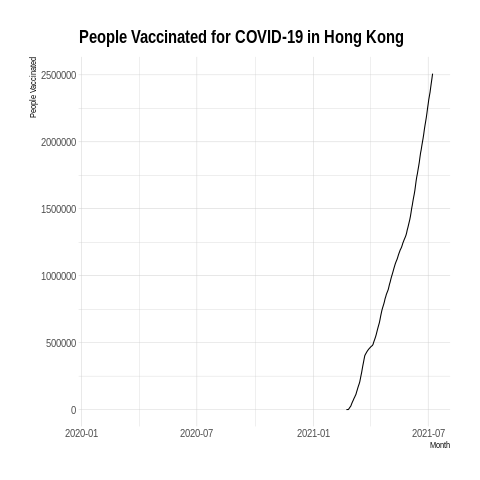 People Vaccinated for COVID-19 in Hong Kong
People Vaccinated
2500000
2000000
1500000
1000000
500000
0
2020-01 2020-07 2021-01 2021-07
Month